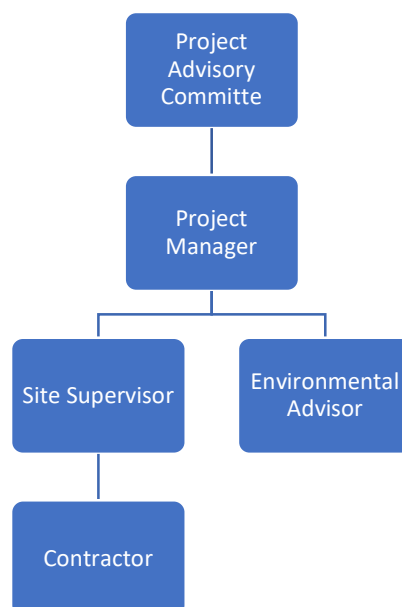 Project
Advisory
Committe
Project
Manager
Site Supervisor
Environmental
Advisor
Contractor